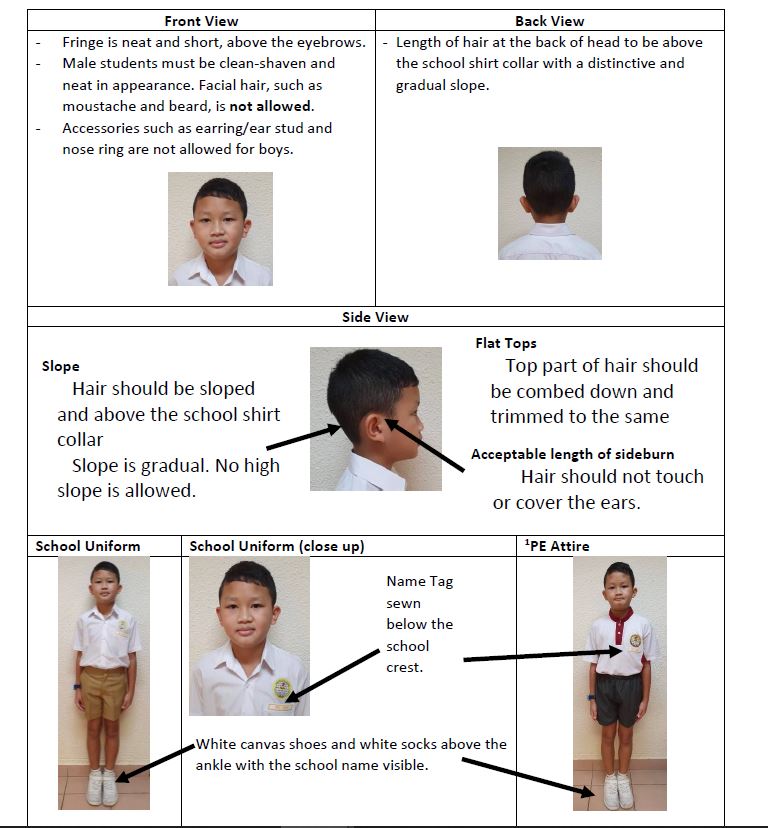 Front View
- Fringe is neat and short, above the eyebrows.
- Male students must be clean-shaven and
neat in appearance. Facial hair, such as
moustache and beard, is not allowed.
- Accessories such as earring/ear stud and
nose ring are not allowed for boys.
Back View
- Length of hair at the back of head to be above
the school shirt collar with a distinctive and
gradual slope.
Side View
Slope
Hair should be sloped
and above the school shirt
collar
Slope is gradual. No high
slope is allowed.
Flat Tops
Top part of hair should
be combed down and
trimmed to the same
Acceptable length of sideburn
Hair should not touch
or cover the ears.
School Uniform
School Uniform (close up)
Name Tag
sewn
below the
school
crest.
White canvas shoes and white socks above the
ankle with the school name visible.
¹PE Attire